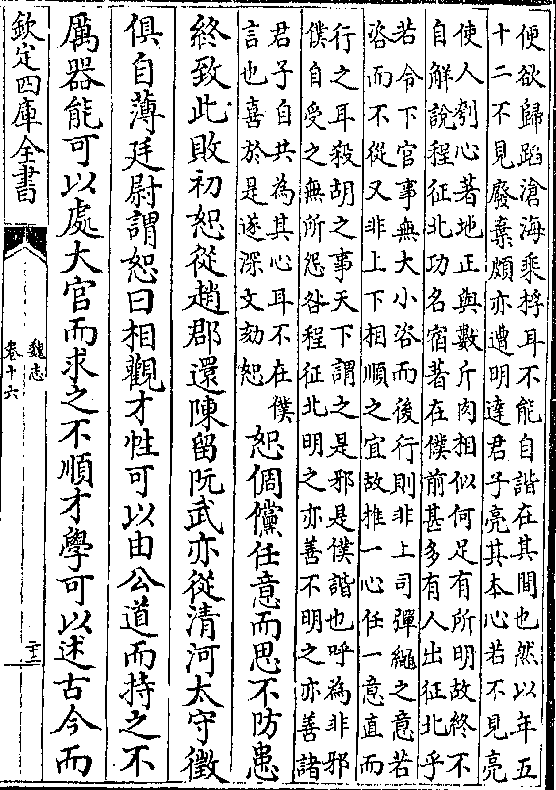 便欲歸蹈滄海乘桴耳不能自諧在其間也然以年五
十二不見廢棄頗亦遭明達君子亮其本心若不見亮
使人刳心著地正與數斤肉相似何足有所明故終不
自解說程征北功名宿著在僕前甚多有人出征北乎
若令下官事無大小咨而後行則非上司彈繩之意若
咨而不從又非上下相順之宜故推一心任一意直而
行之耳殺胡之事天下謂之是邪是僕諧也呼為非邪
僕自受之無所怨咎程征北明之亦善不明之亦善諸
君子自共為其心耳不在僕
言也喜於是遂深文劾恕
恕倜儻任意而思不防患
終致此敗初恕從趙郡還陳留阮武亦從清河太守徵
俱自薄廷尉謂恕曰相觀才性可以由公道而持之不
厲器能可以處大官而求之不順才學可以述古今而
欽定四庫全書
魏志
卷十六
二十二